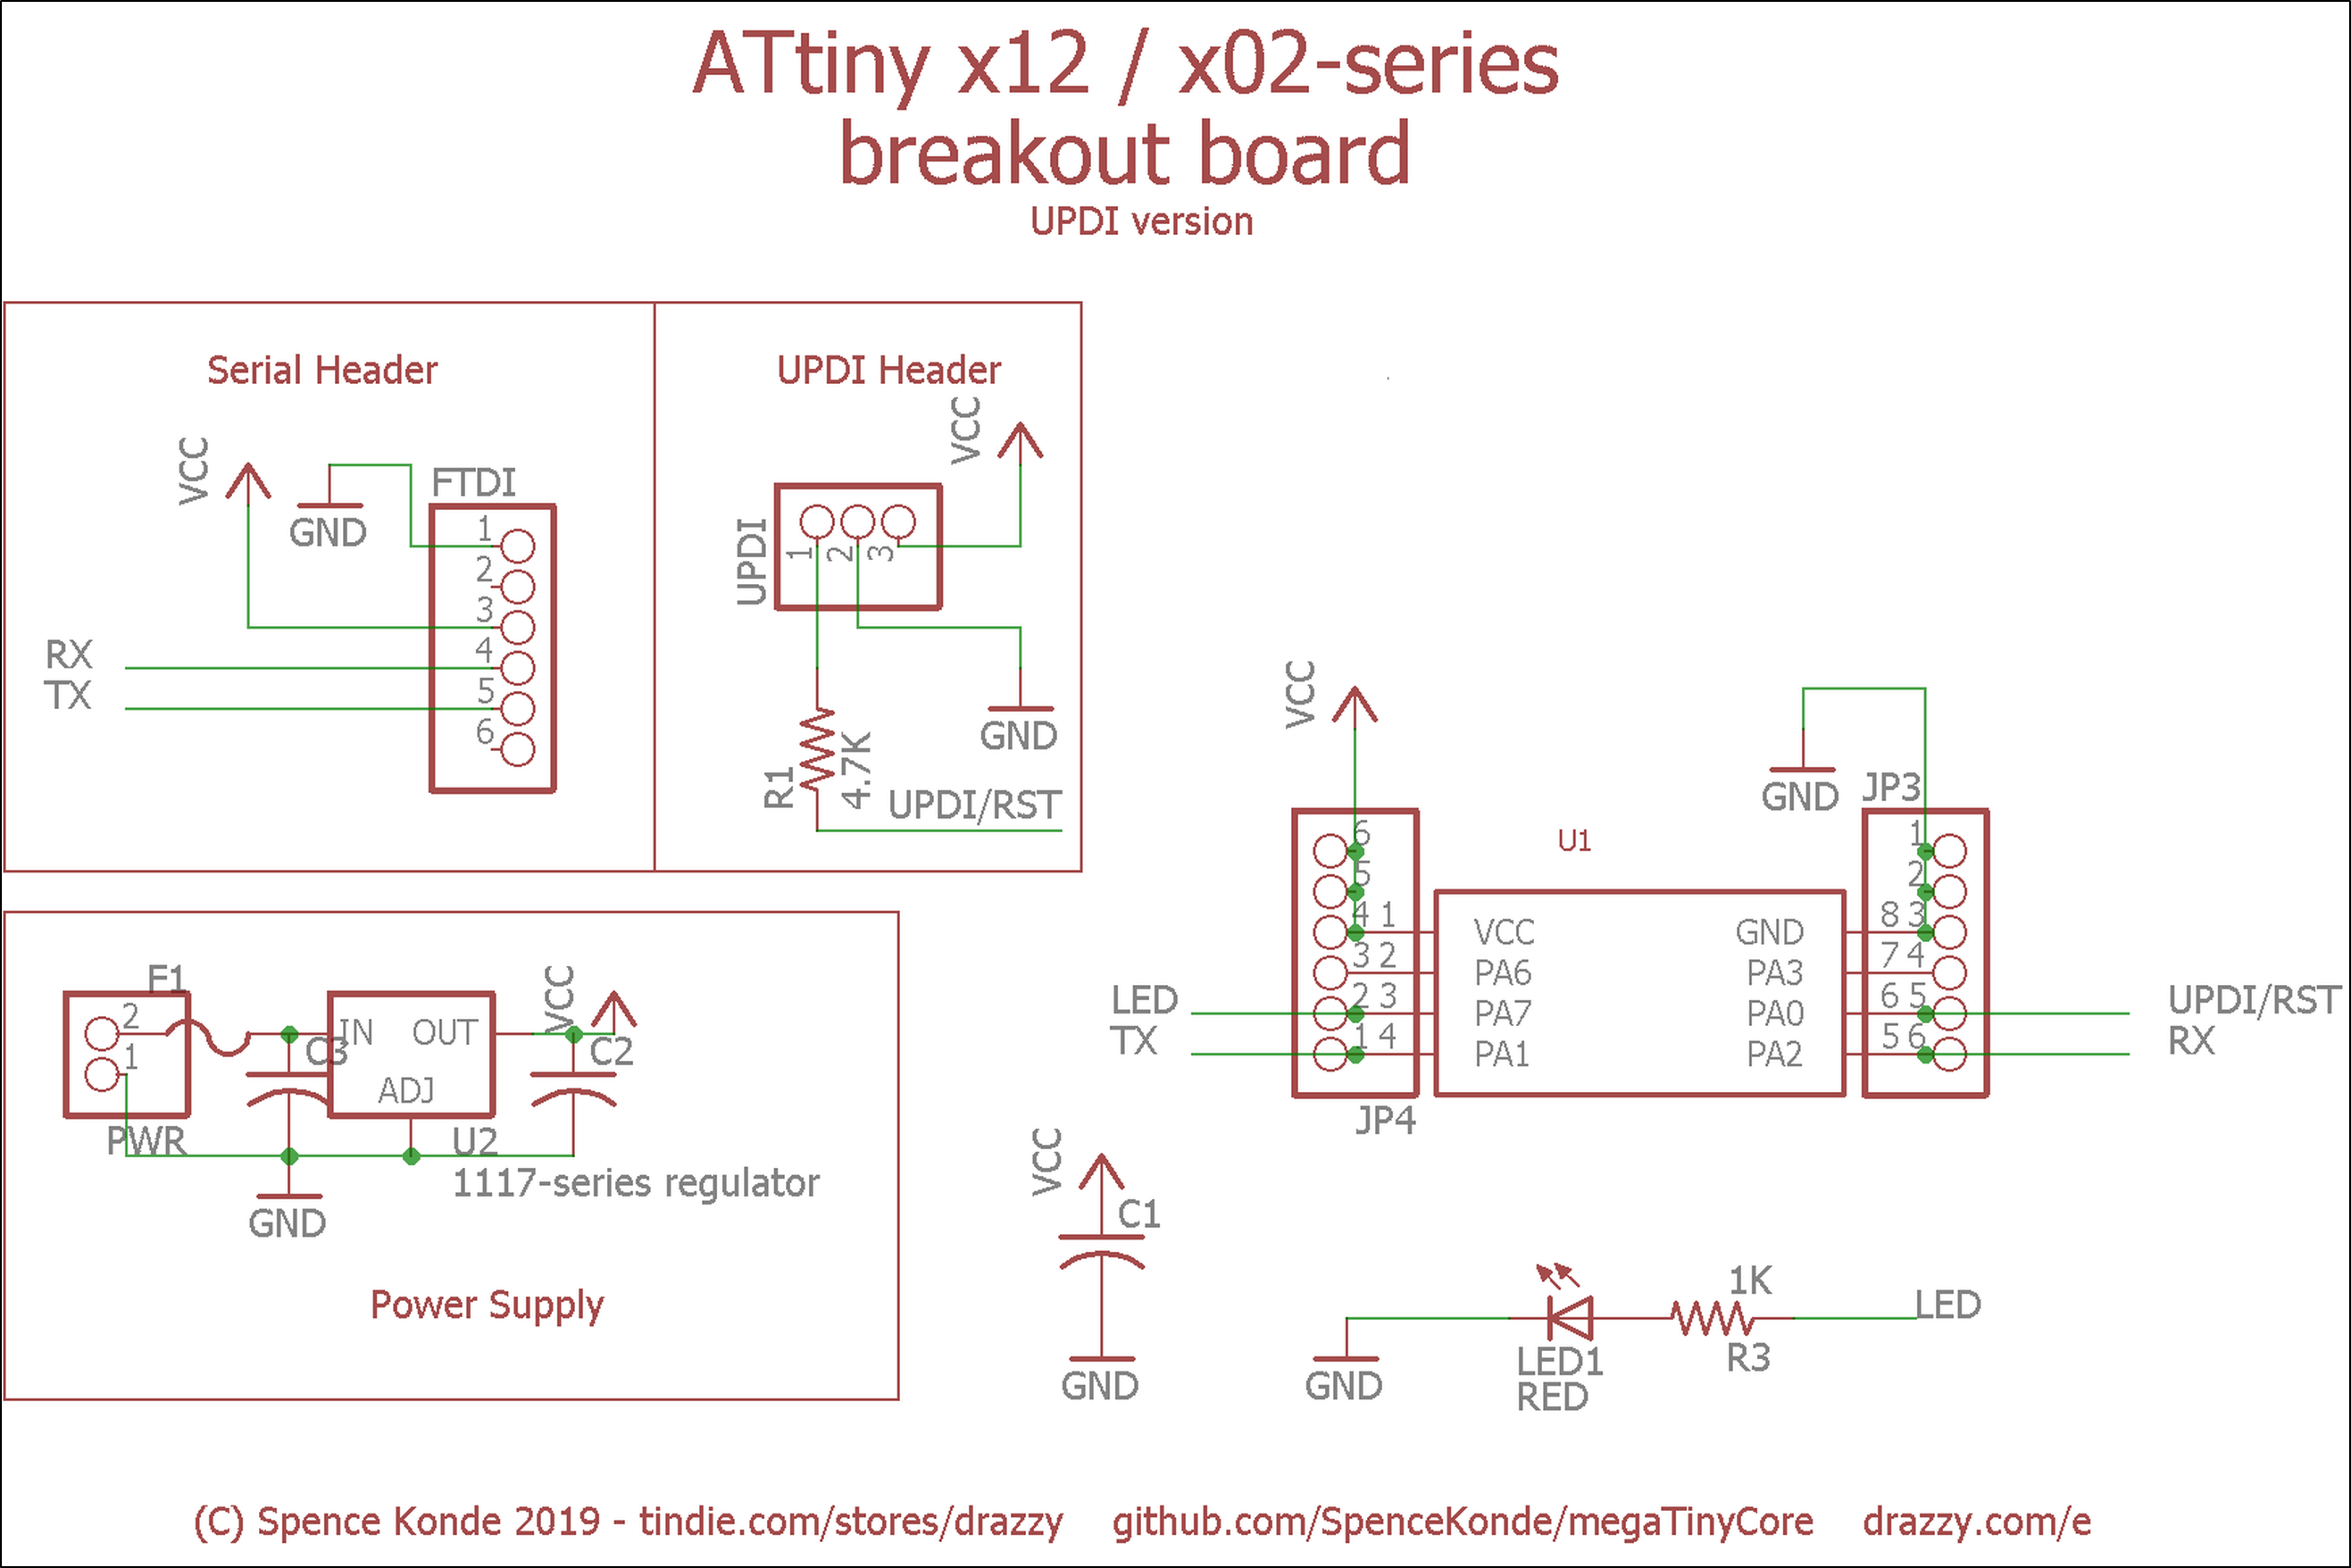 ATtiny x12 / x02-series
breakout board
UPDI version
Serial Header
VCC
GND
FTDI
1
2
3
4
5
6
RX
TX
UPDI Header
VCC
UPDI
1 2 3
GND
R1
4.7K
UPDI/RST
VCC
GND
JP3
U1
6
5
4 1
3 2
2 3
1 4
VCC
PA6
PA7
PA1
GND
PA3
PA0
PA2
1
2
8 3
7 4
6 5
5 6
LED
TX
UPDI/RST
RX
JP4
F1
2
1
PWR
IN OUT
ADJ
C3
VCC
C2
U2
1117-series regulator
GND
Power Supply
VCC
C1
GND
GND
LED1
RED
1K
R3
LED
(C) Spence Konde 2019 - tindie.com/stores/drazzy github.com/SpenceKonde/megaTinyCore drazzy.com/e